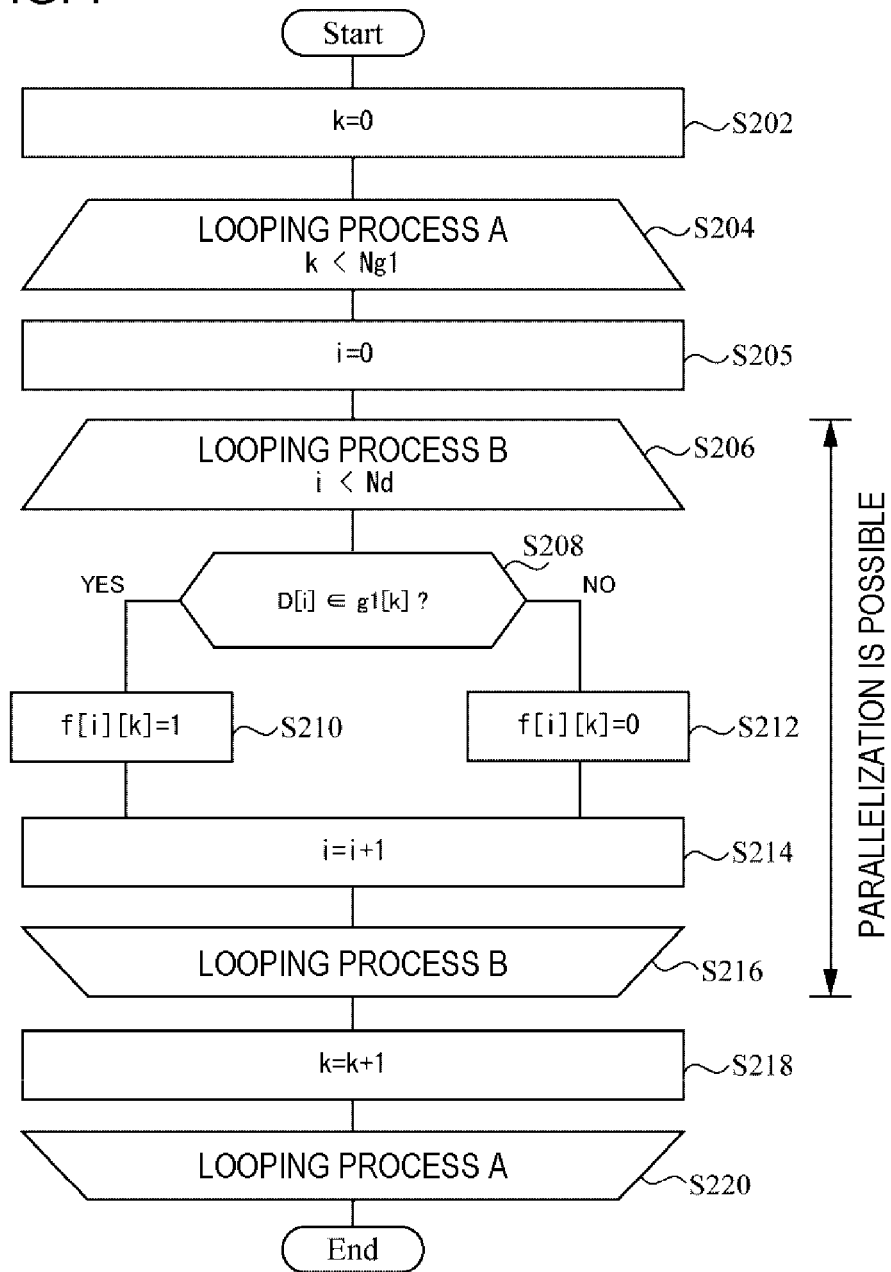 Start
k=0
S202
LOOPING PROCESS A
k < Ng1
S204
i=0
S205
LOOPING PROCESS B
i < Nd
S206
S208
YES
D[i] ∈ g1[k] ?
NO
f[i][k]=1
S210
f[i][k]=0
S212
i=i+1
S214
LOOPING PROCESS B
S216
PARALLELIZATION IS POSSIBLE
k=k+1
S218
LOOPING PROCESS A
S220
End